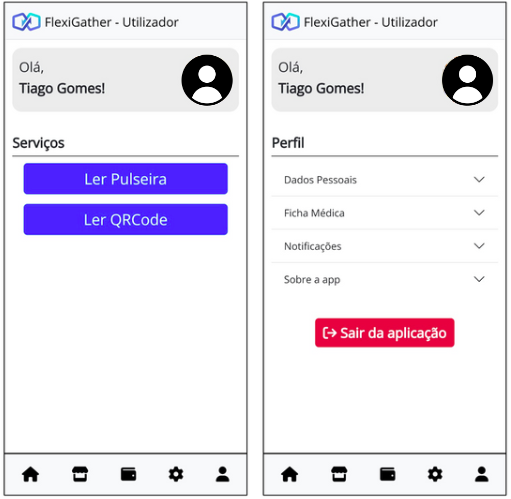 FlexiGather - Utilizador
Olá,
Tiago Gomes!
Serviços
Ler Pulseira
Ler QRCode
FlexiGather - Utilizador
Olá,
Tiago Gomes!
Perfil
Dados Pessoais
Ficha Médica
Notificações
Sobre a app
Sair da aplicação